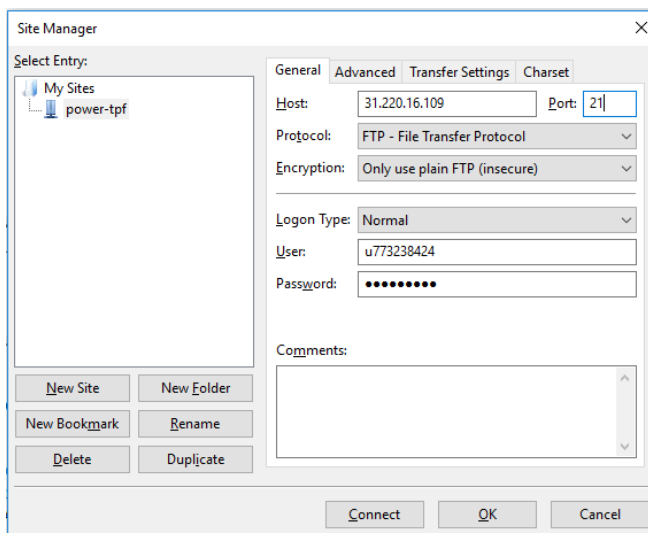 Site Manager
Select Entry:
My Sites
power-tpf
New Site
New Folder
New Bookmark
Rename
Delete
Duplicate
General
Advanced
Transfer Settings
Charset
Host:
31.220.16.109
Port:
21
Protocol:
FTP - File Transfer Protocol
Encryption:
Only use plain FTP (insecure)
Logon Type:
Normal
User:
u773238424
Password:
●●●●●●●●●
Comments:
Connect
OK
Cancel